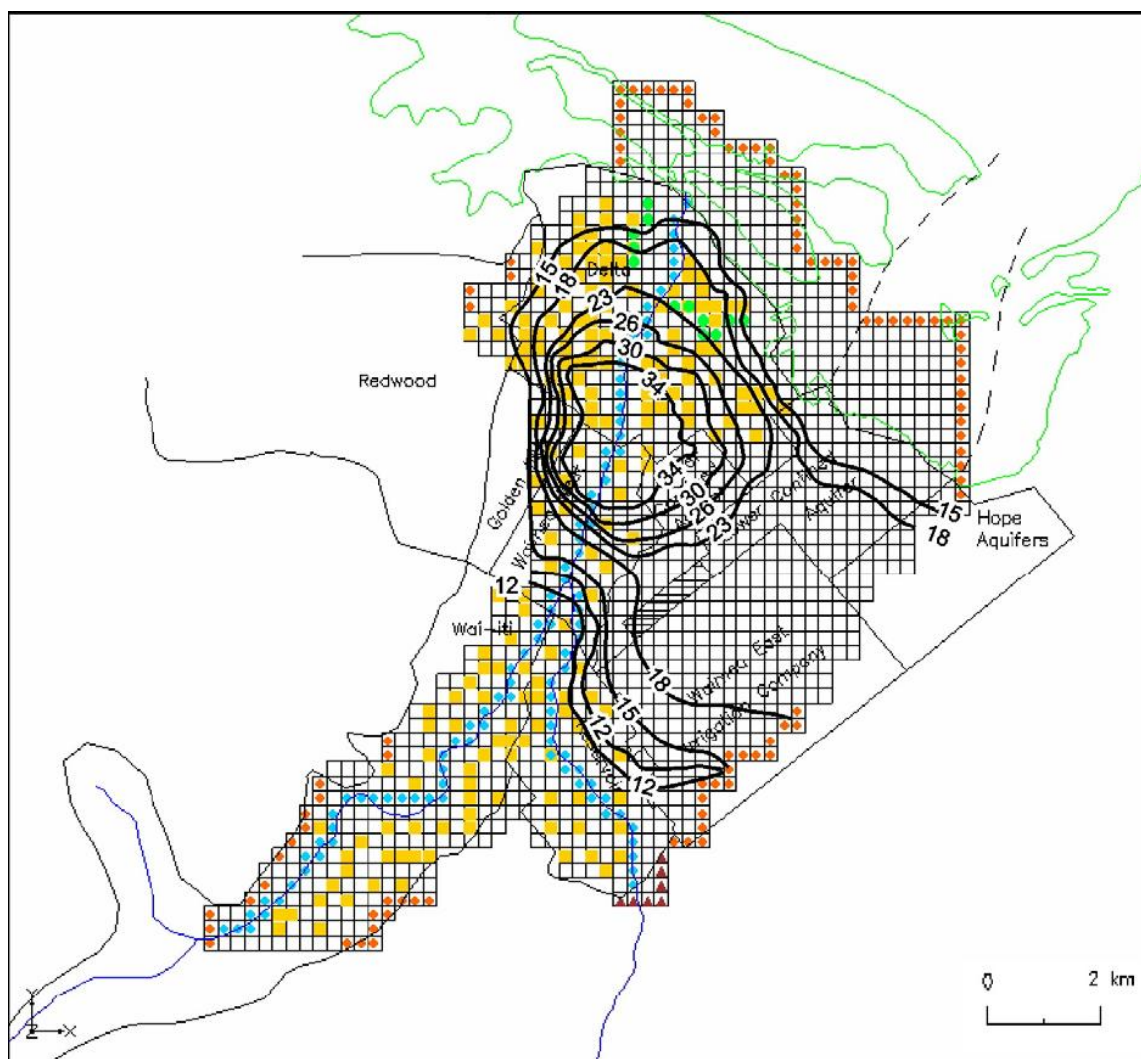 15
18
Delta
23
26
30
Redwood
34
Golden
34
30
26
23
Lower Confined
Aquifer
15
18
Hope
Aquifers
12
Wai-iti
18
Waimea East
Irrigation Company
15
12
Reservoir
12
0 2 km
Y
Z X